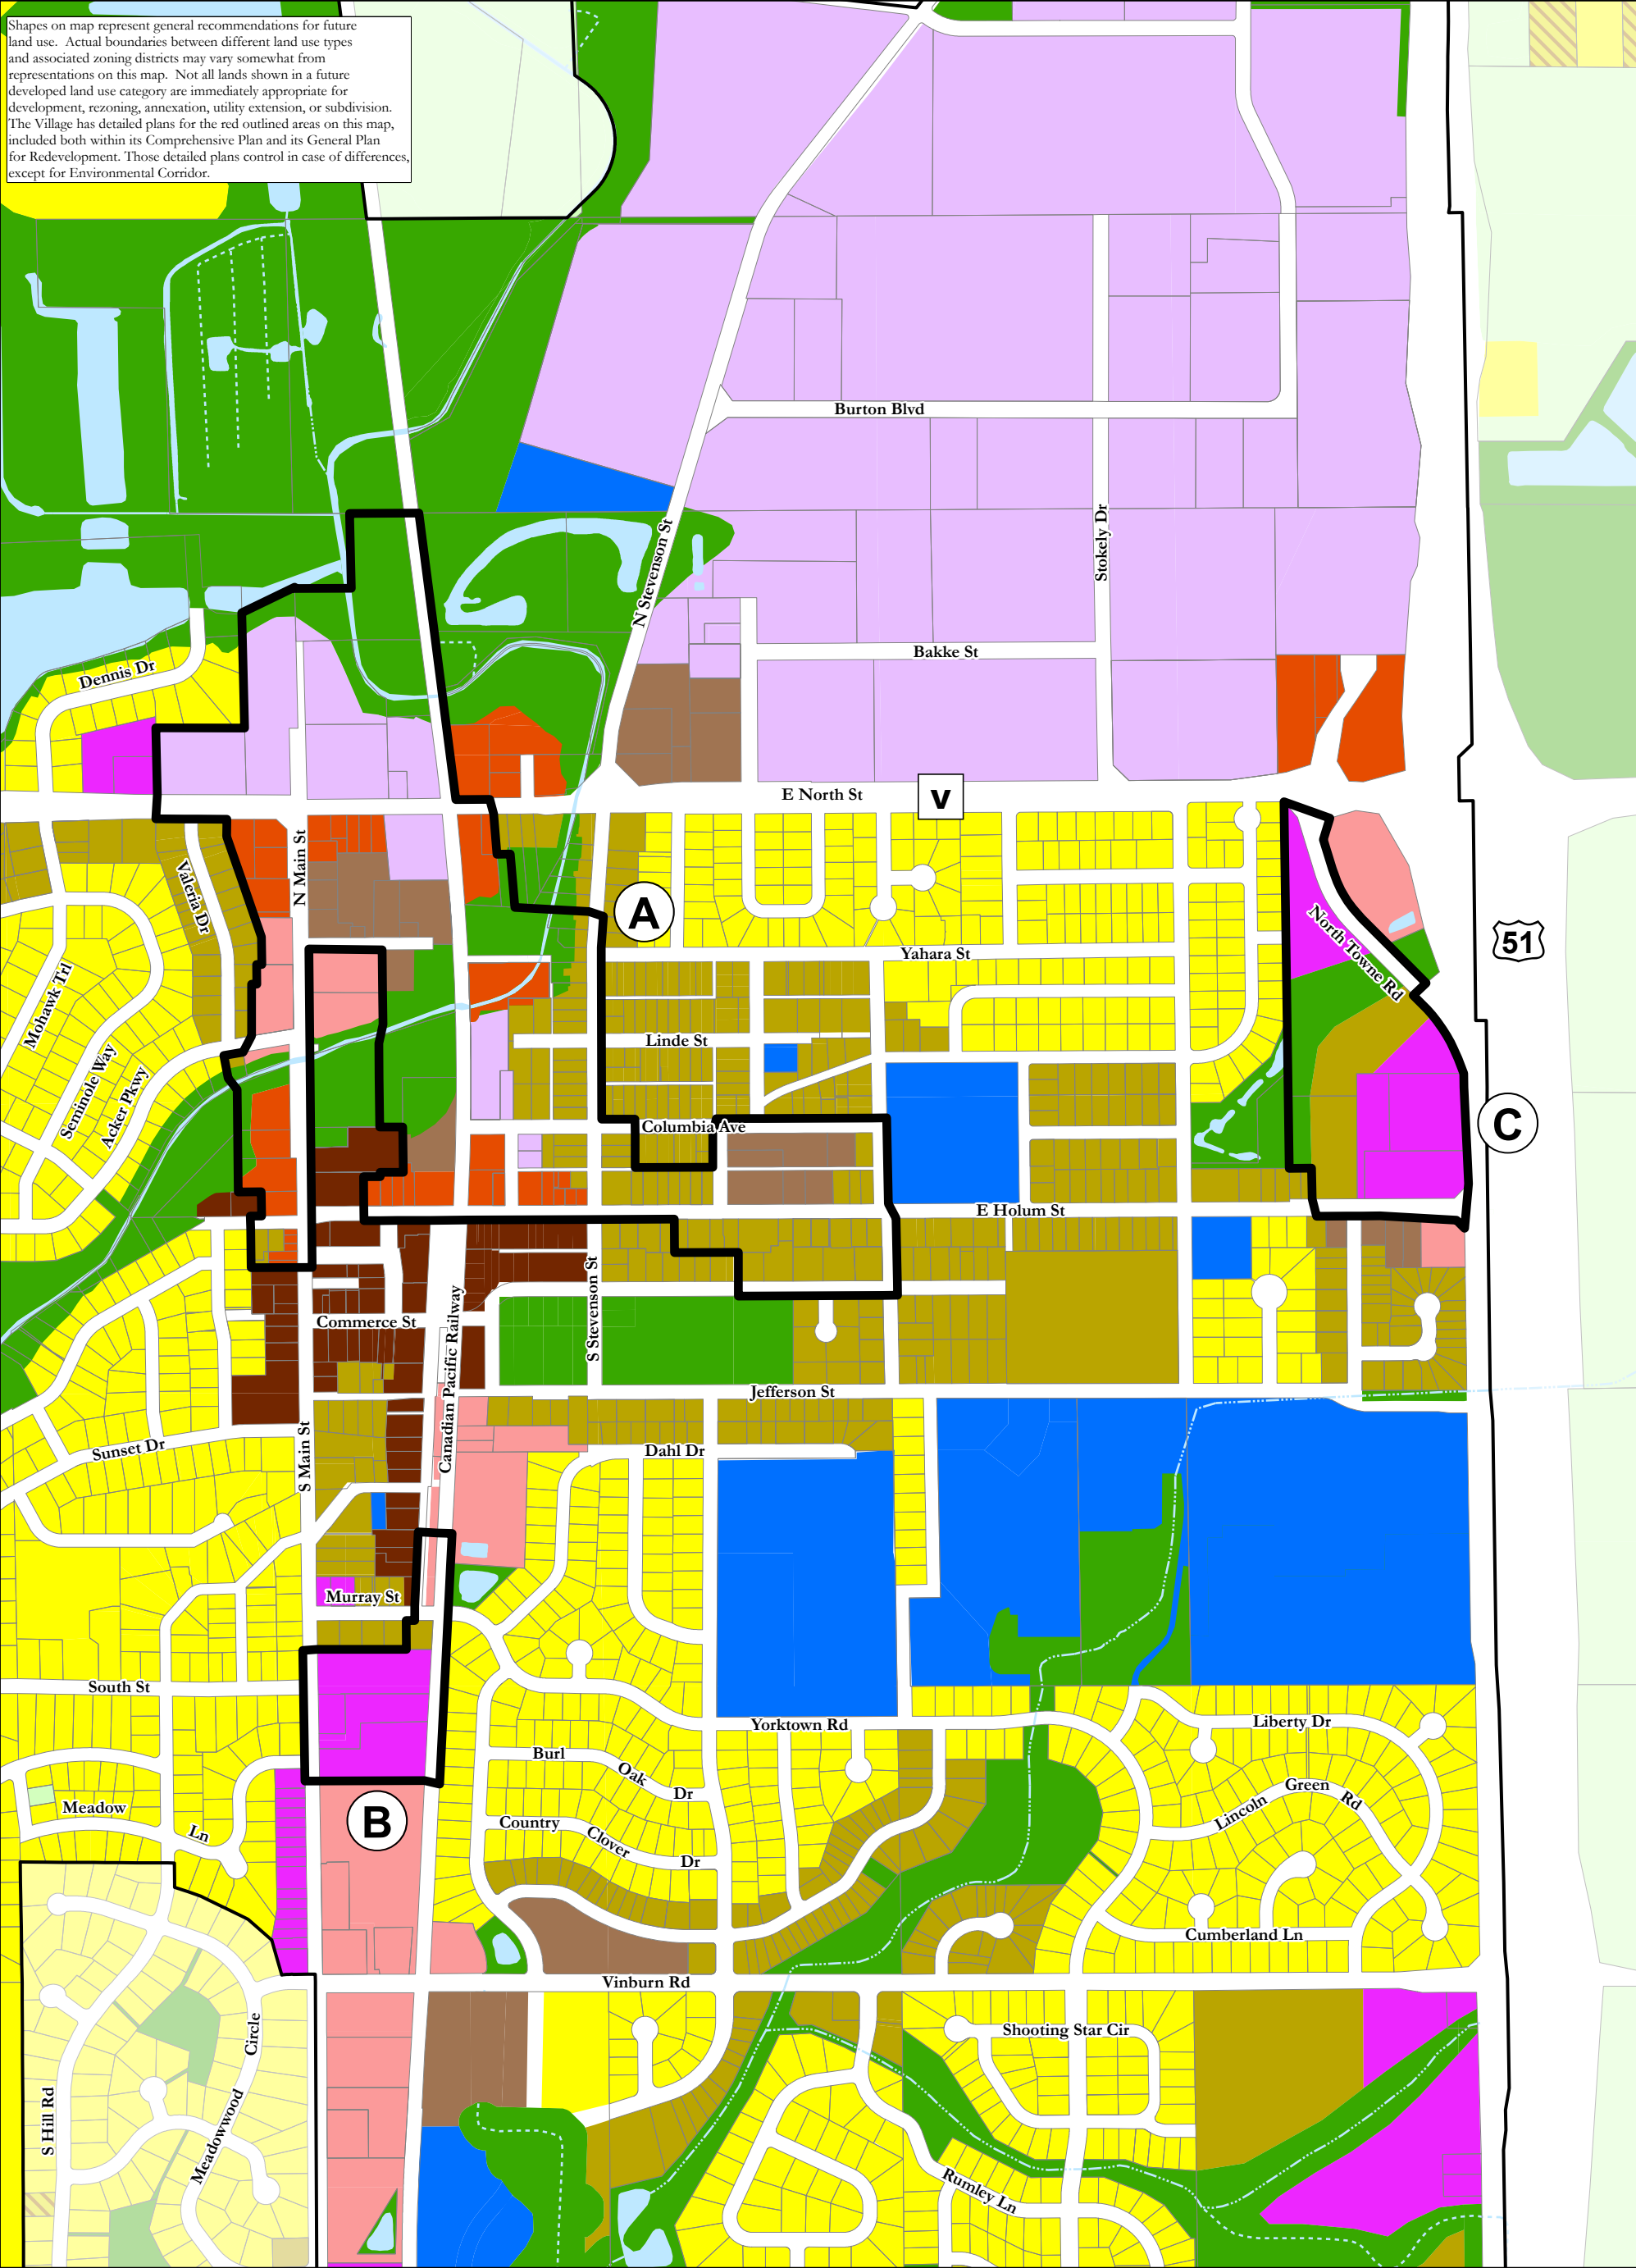 Shapes on map represent general recommendations for future
land use. Actual boundaries between different land use types
and associated zoning districts may vary somewhat from
representations on this map. Not all lands shown in a future
developed land use category are immediately appropriate for
development, rezoning, annexation, utility extension, or subdivision.
The Village has detailed plans for the red outlined areas on this map,
included both within its Comprehensive Plan and its General Plan
for Redevelopment. Those detailed plans control in case of differences,
except for Environmental Corridor.
Burton Blvd
N Stevenson St
Stokely Dr
Bakke St
Dennis Dr
E North St
V
N Main St
Valeria Dr
A
North Towne Rd
51
Yahara St
Mohawk Trl
Seminole Way
Acker Pkwy
Linde St
Columbia Ave
C
E Holum St
S Stevenson St
Commerce St
Canadian Pacific Railway
Jefferson St
Sunset Dr
S Main St
Dahl Dr
Murray St
South St
Yorktown Rd
Liberty Dr
Burl
Oak
Dr
Green
Lincoln
Rd
Meadow
Ln
B
Country
Clover
Dr
Cumberland Ln
Vinburn Rd
Circle
Meadowwood
Shooting Star Cir
S Hill Rd
Rumley Ln